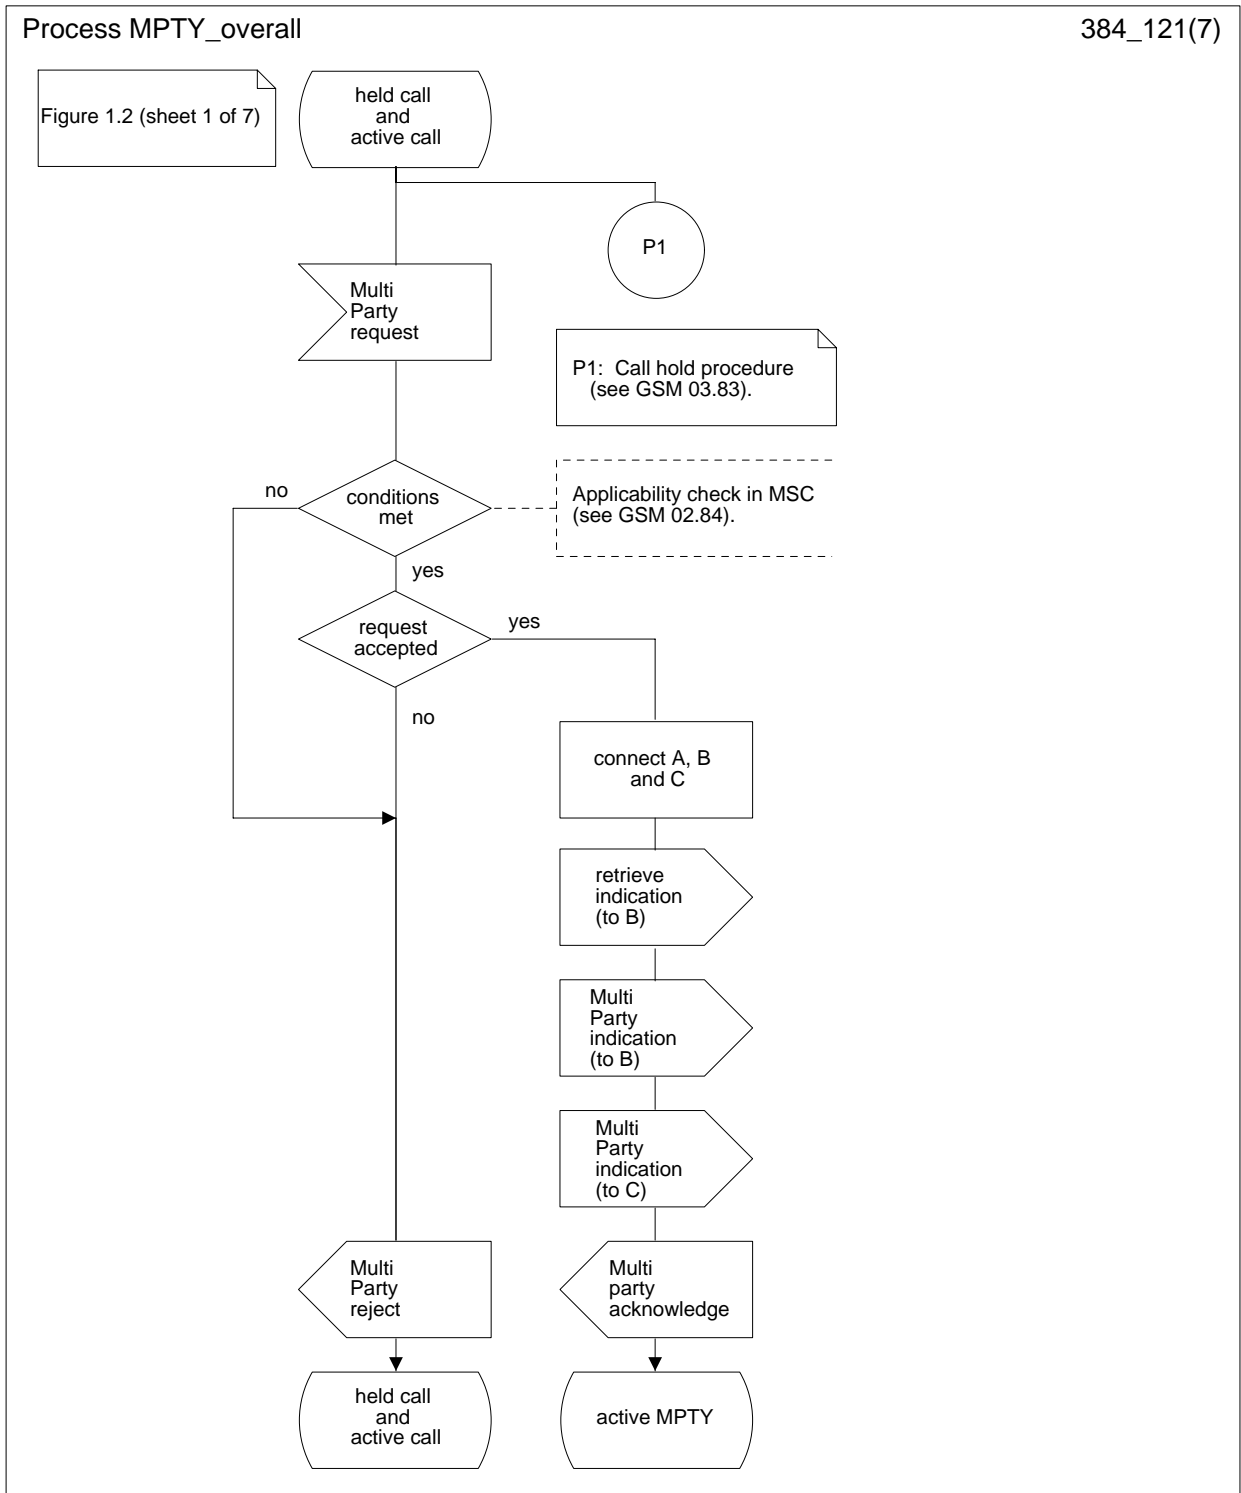 Process MPTY_overall
384_121(7)
Figure 1.2 (sheet 1 of 7)
held call
and
active call
P1
Multi
Party
request
P1: Call hold procedure
(see GSM 03.83).
no
conditions
met
Applicability check in MSC
(see GSM 02.84).
yes
request
accepted
yes
no
connect A, B
and C
retrieve
indication
(to B)
Multi
Party
indication
(to B)
Multi
Party
indication
(to C)
Multi
Party
reject
Multi
party
acknowledge
held call
and
active call
active MPTY